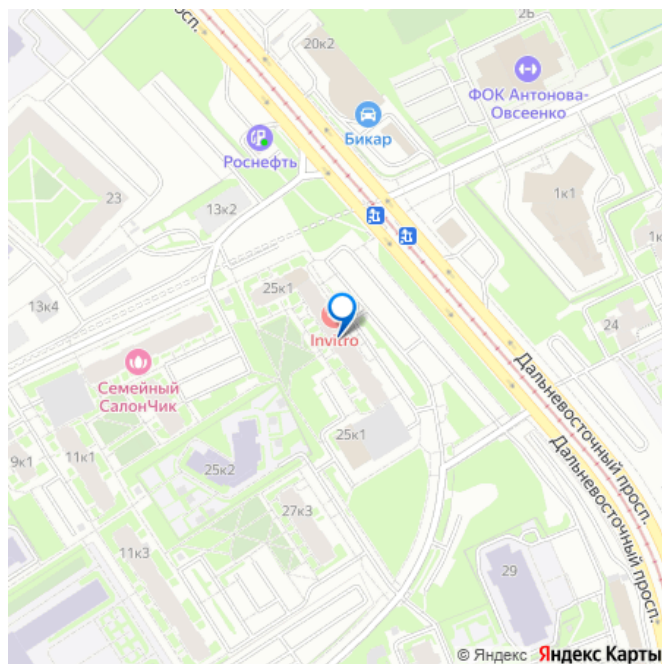 просп.
20к2
2Б
ФОК Антонова-
Овсеенко
Бикар
Роснефть
23
13к2
1к1
1к
13к4
25к1
Invitro
24
Семейный
СалонЧик
Дальневосточный просп.
Дальневосточный просп.
9к1
11к1
25к2
25к1
27к3
11к3
29
© Яндекс Яндекс Карты